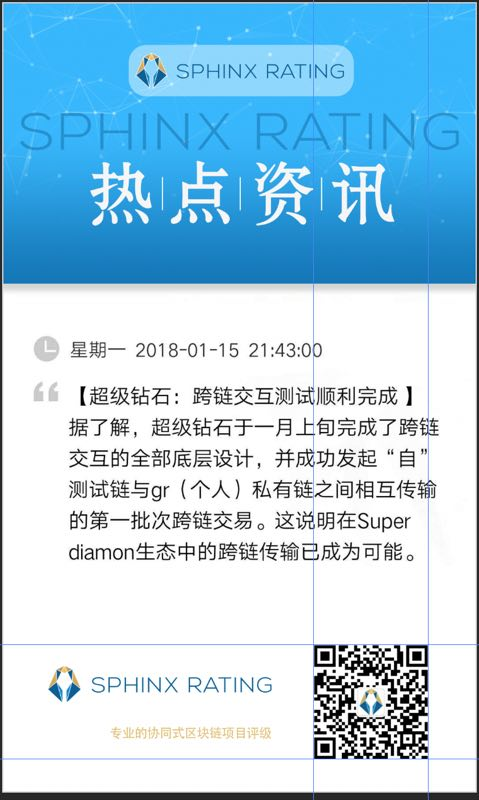 SPHINX RATING
SPHINX RATING
热点资讯
星期一 2018-01-15 21:43:00
【超级钻石：跨链交互测试顺利完成】
据了解，超级钻石于一月上旬完成了跨链
交互的全部底层设计，并成功发起“自”
测试链与gr（个人）私有链之间相互传输
的第一批次跨链交易。这说明在Super
diamon生态中的跨链传输已成为可能。
SPHINX RATING
专业的协同式区块链项目评级